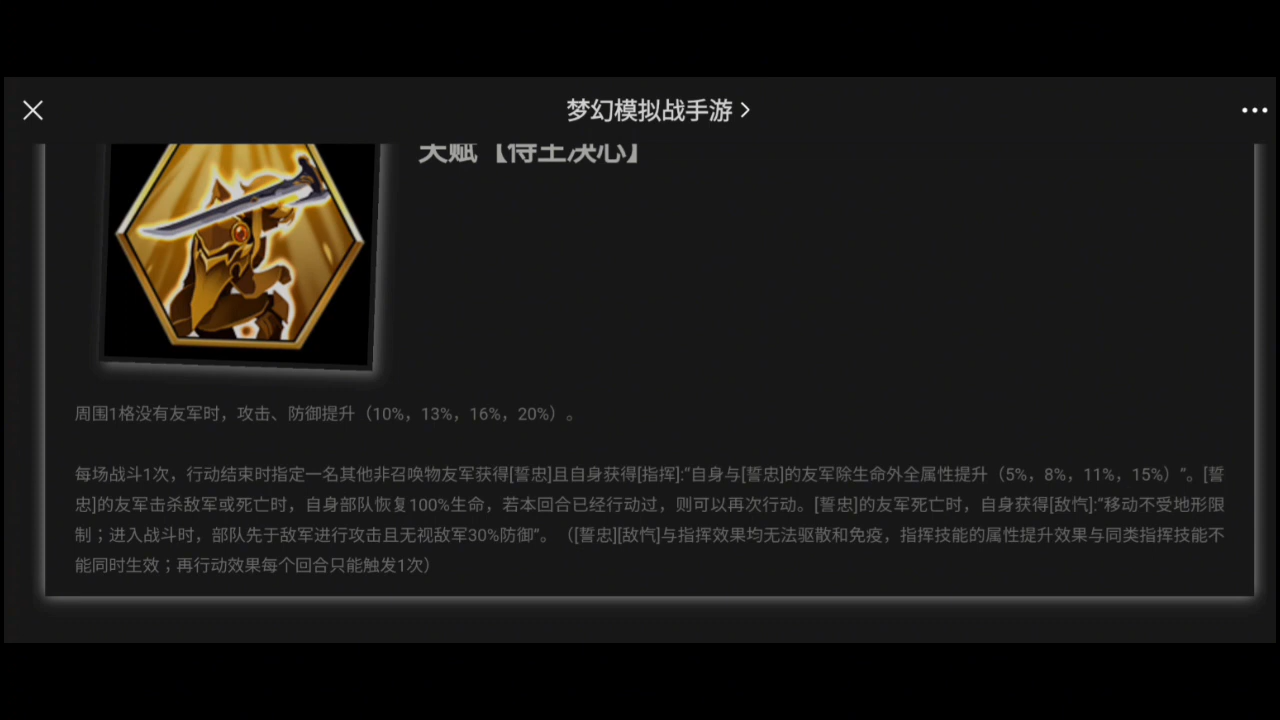 梦幻模拟战手游
天赋【侍主决心】
周围1格没有友军时，攻击、防御提升（10%，13%，16%，20%）。
每场战斗1次，行动结束时指定一名其他非召唤物友军获得[誓忠]且自身获得[指挥]:“自身与[誓忠]的友军除生命外全属性提升（5%，8%，11%，15%）”。[誓
忠]的友军击杀敌军或死亡时，自身部队恢复100%生命，若本回合已经行动过，则可以再次行动。[誓忠]的友军死亡时，自身获得[敌忾]:“移动不受地形限
制；进入战斗时，部队先于敌军进行攻击且无视敌军30%防御”。（[誓忠][敌忾]与指挥效果均无法驱散和免疫，指挥技能的属性提升效果与同类指挥技能不
能同时生效；再行动效果每个回合只能触发1次）